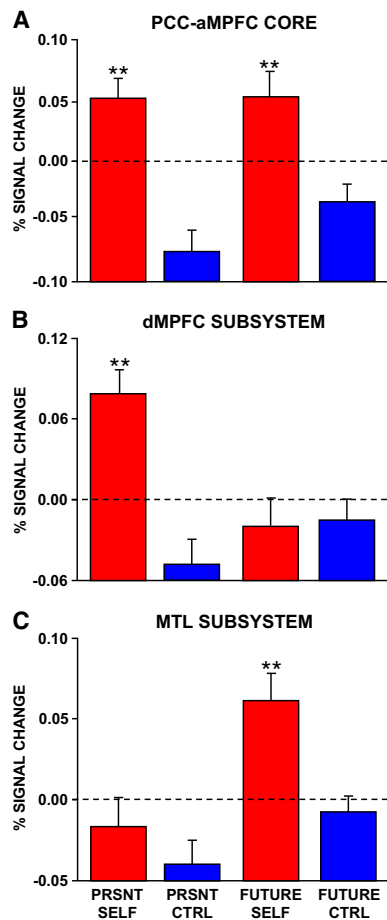 A
PCC-aMPFC CORE
% SIGNAL CHANGE
0.10
0.05
0.00
-0.05
-0.10
**
**
B
dMPFC SUBSYSTEM
% SIGNAL CHANGE
0.12
0.06
0.00
-0.06
**
C
MTL SUBSYSTEM
% SIGNAL CHANGE
0.10
0.05
0.00
-0.05
**
PRSNT SELF
PRSNT CTRL
FUTURE SELF
FUTURE CTRL